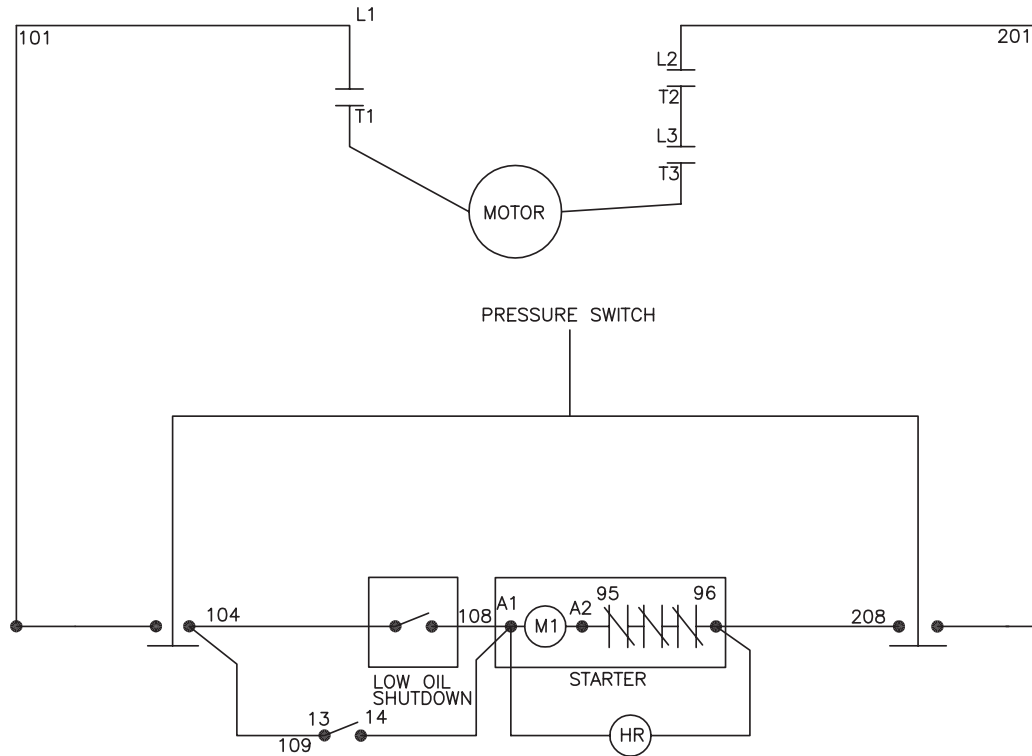 L1
101
201
L2
T2
T1
L3
T3
MOTOR
PRESSURE SWITCH
95
96
104
108
A1
M1
A2
208
LOW OIL
SHUTDOWN
STARTER
13
14
109
HR